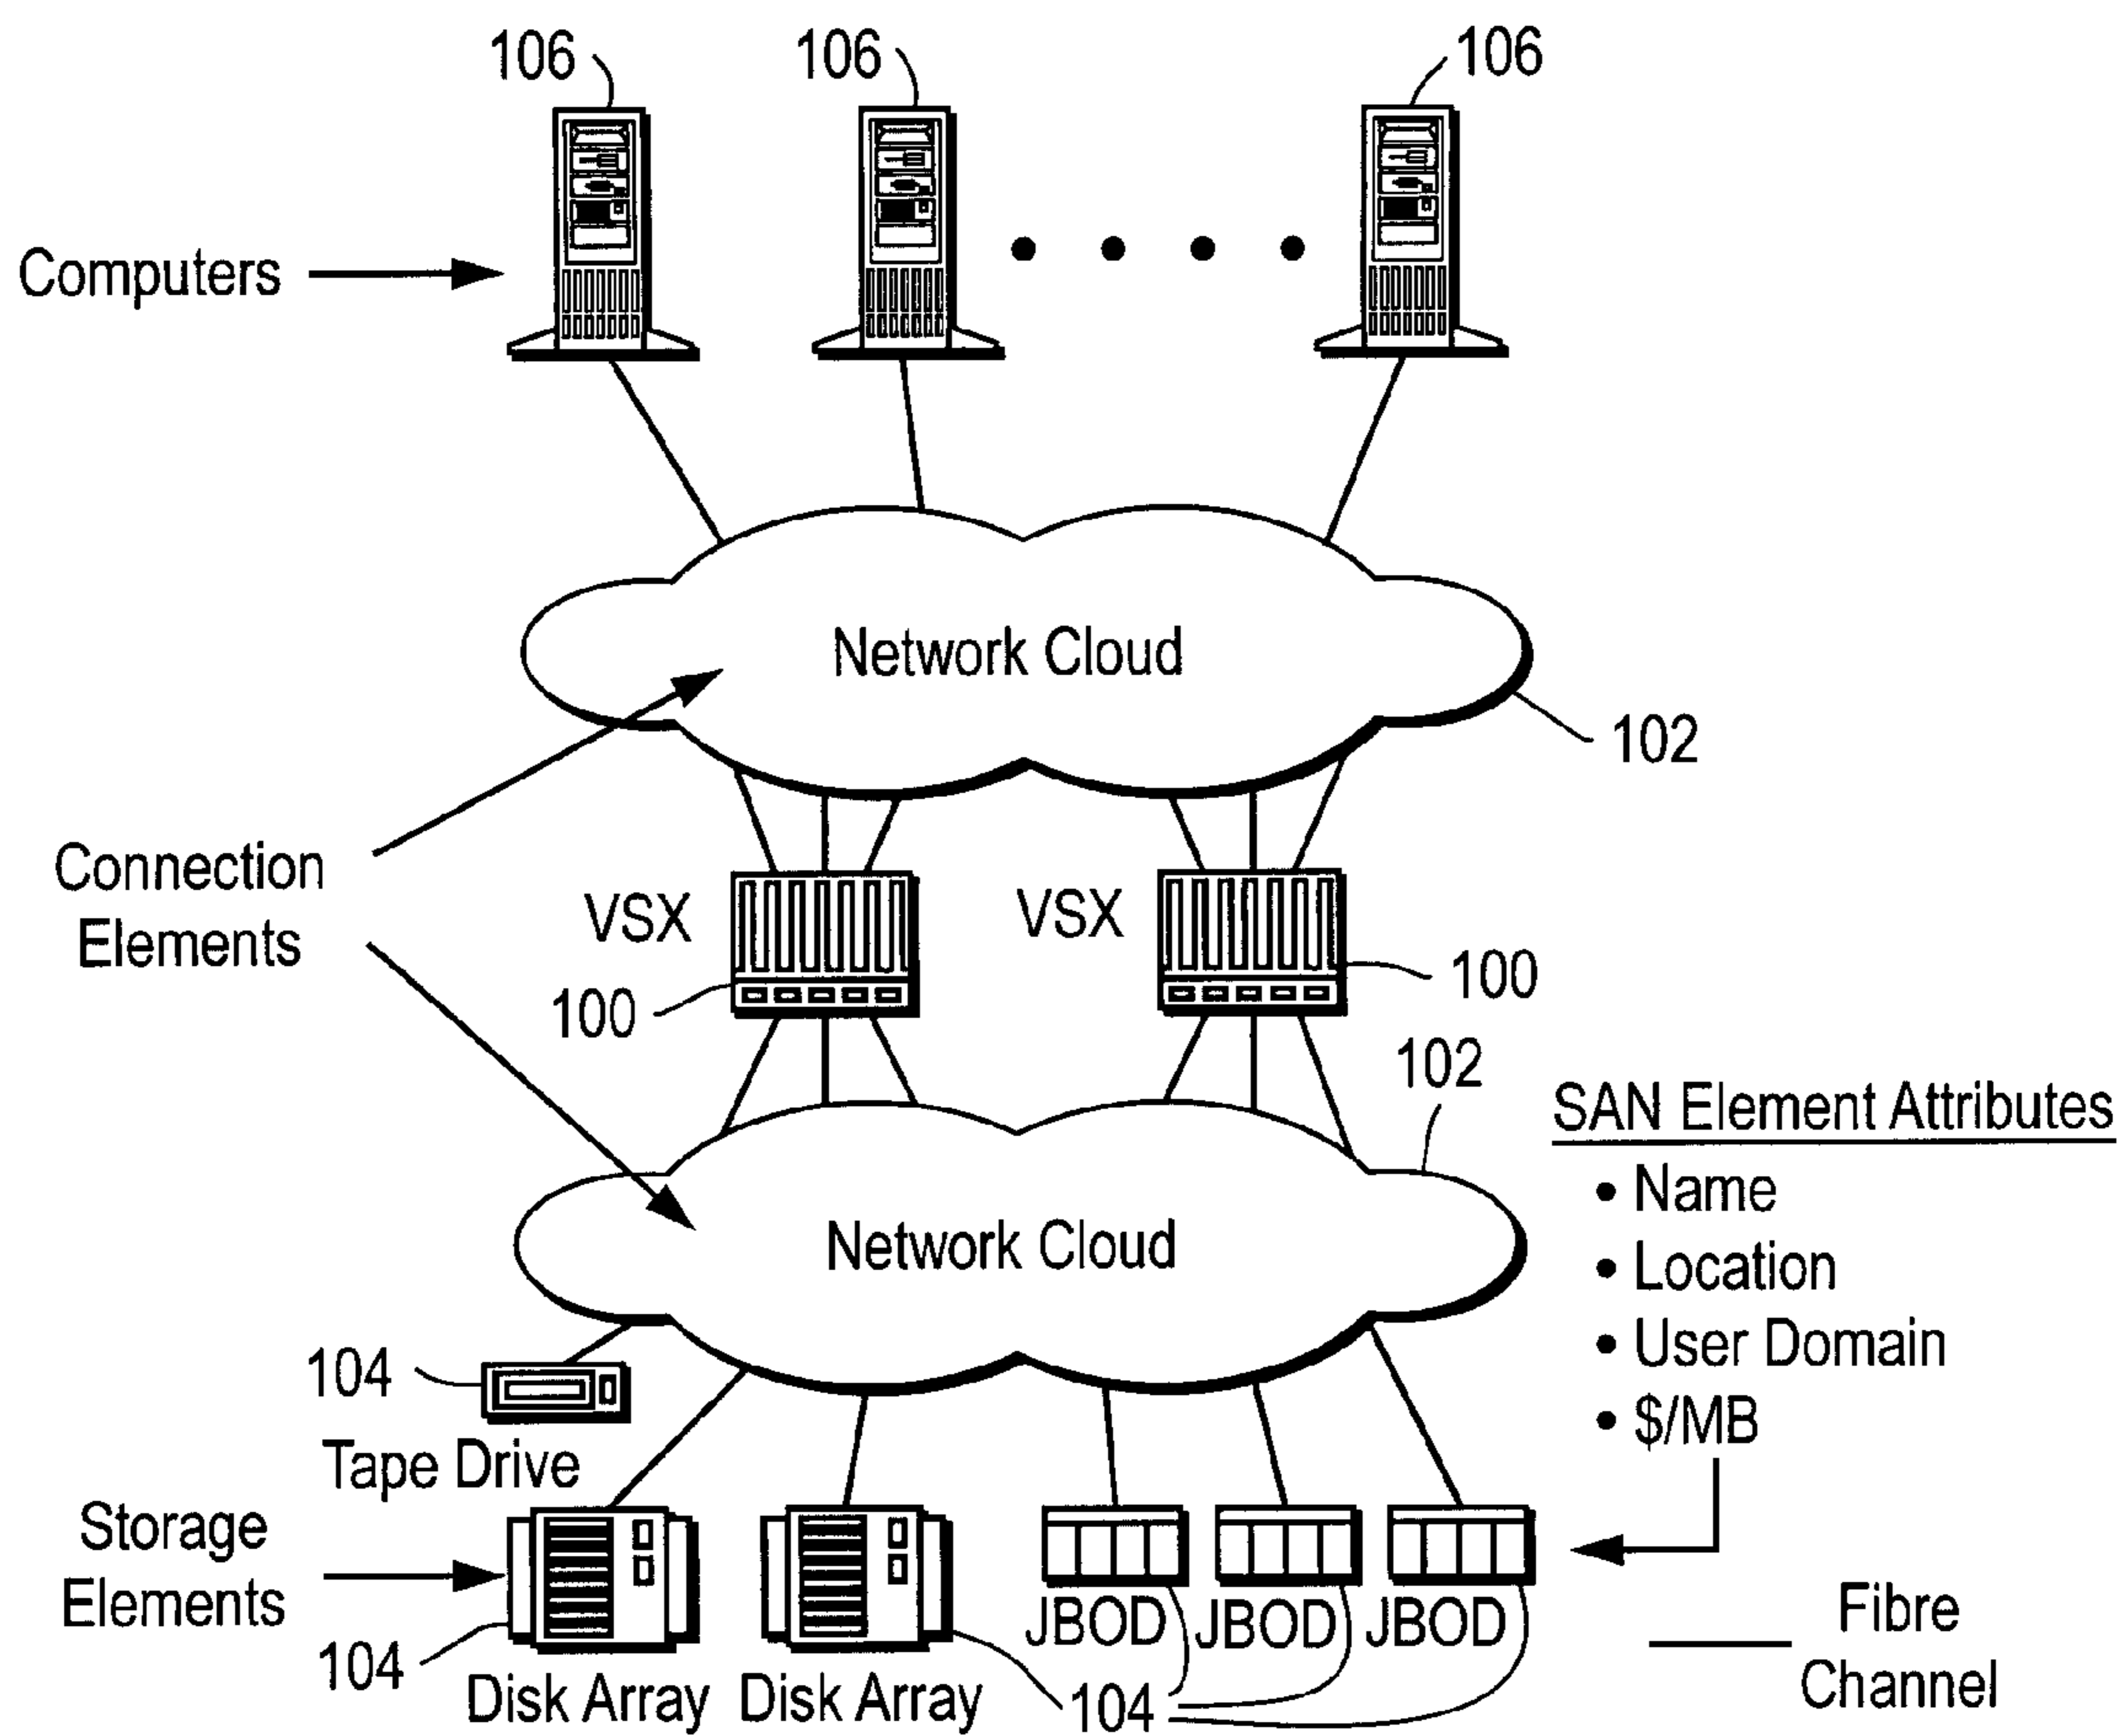 106
106
106
Computers
Network Cloud
102
Connection
Elements
VSX
VSX
100
100
102
SAN Element Attributes
• Name
• Location
• User Domain
• $/MB
Network Cloud
104
Tape Drive
Storage
Elements
104
Disk Array
Disk Array
104
JBOD
JBOD
JBOD
Fibre
Channel